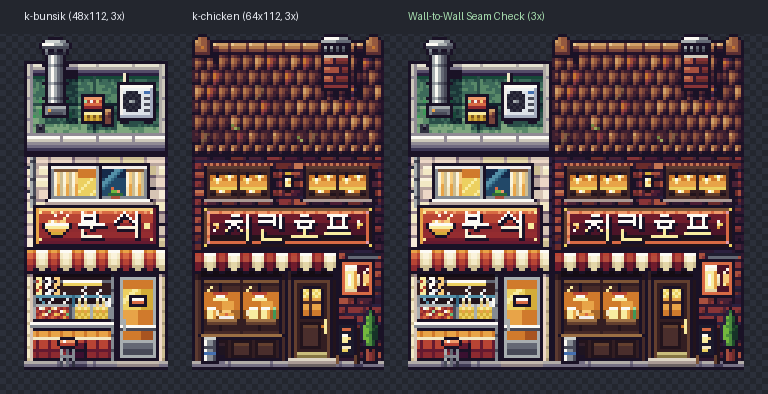 k-bunsik (48x112, 3x)
k-chicken (64x112, 3x)
Wall-to-Wall Seam Check (3x)
분식
치킨호프
분식
치킨호프